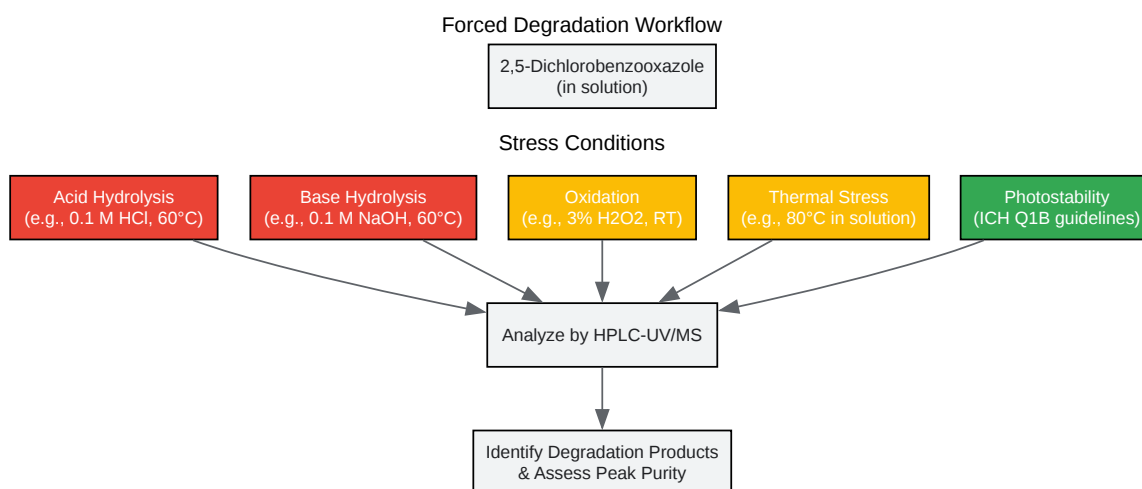 Forced Degradation Workflow
2,5-Dichlorobenzooxazole
(in solution)
Stress Conditions
Acid Hydrolysis
(e.g., 0.1 M HCl, 60°C)
Base Hydrolysis
(e.g., 0.1 M NaOH, 60°C)
Oxidation
(e.g., 3% H2O2, RT)
Thermal Stress
(e.g., 80°C in solution)
Photostability
(ICH Q1B guidelines)
Analyze by HPLC-UV/MS
Identify Degradation Products
& Assess Peak Purity